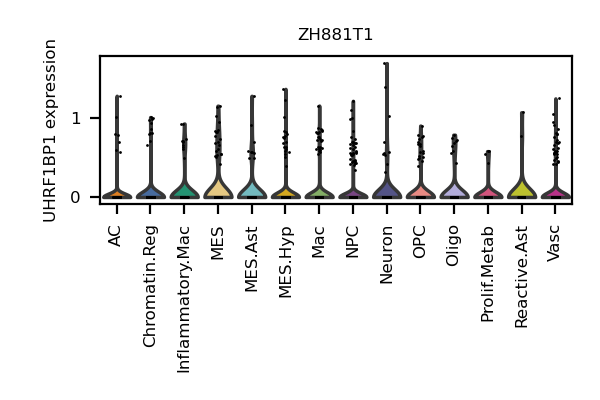 ZH881T1
UHRF1BP1 expression
1
0
AC
Chromatin.Reg
Inflammatory.Mac
MES
MES.Ast
MES.Hyp
Mac
NPC
Neuron
OPC
Oligo
Prolif.Metab
Reactive.Ast
Vasc